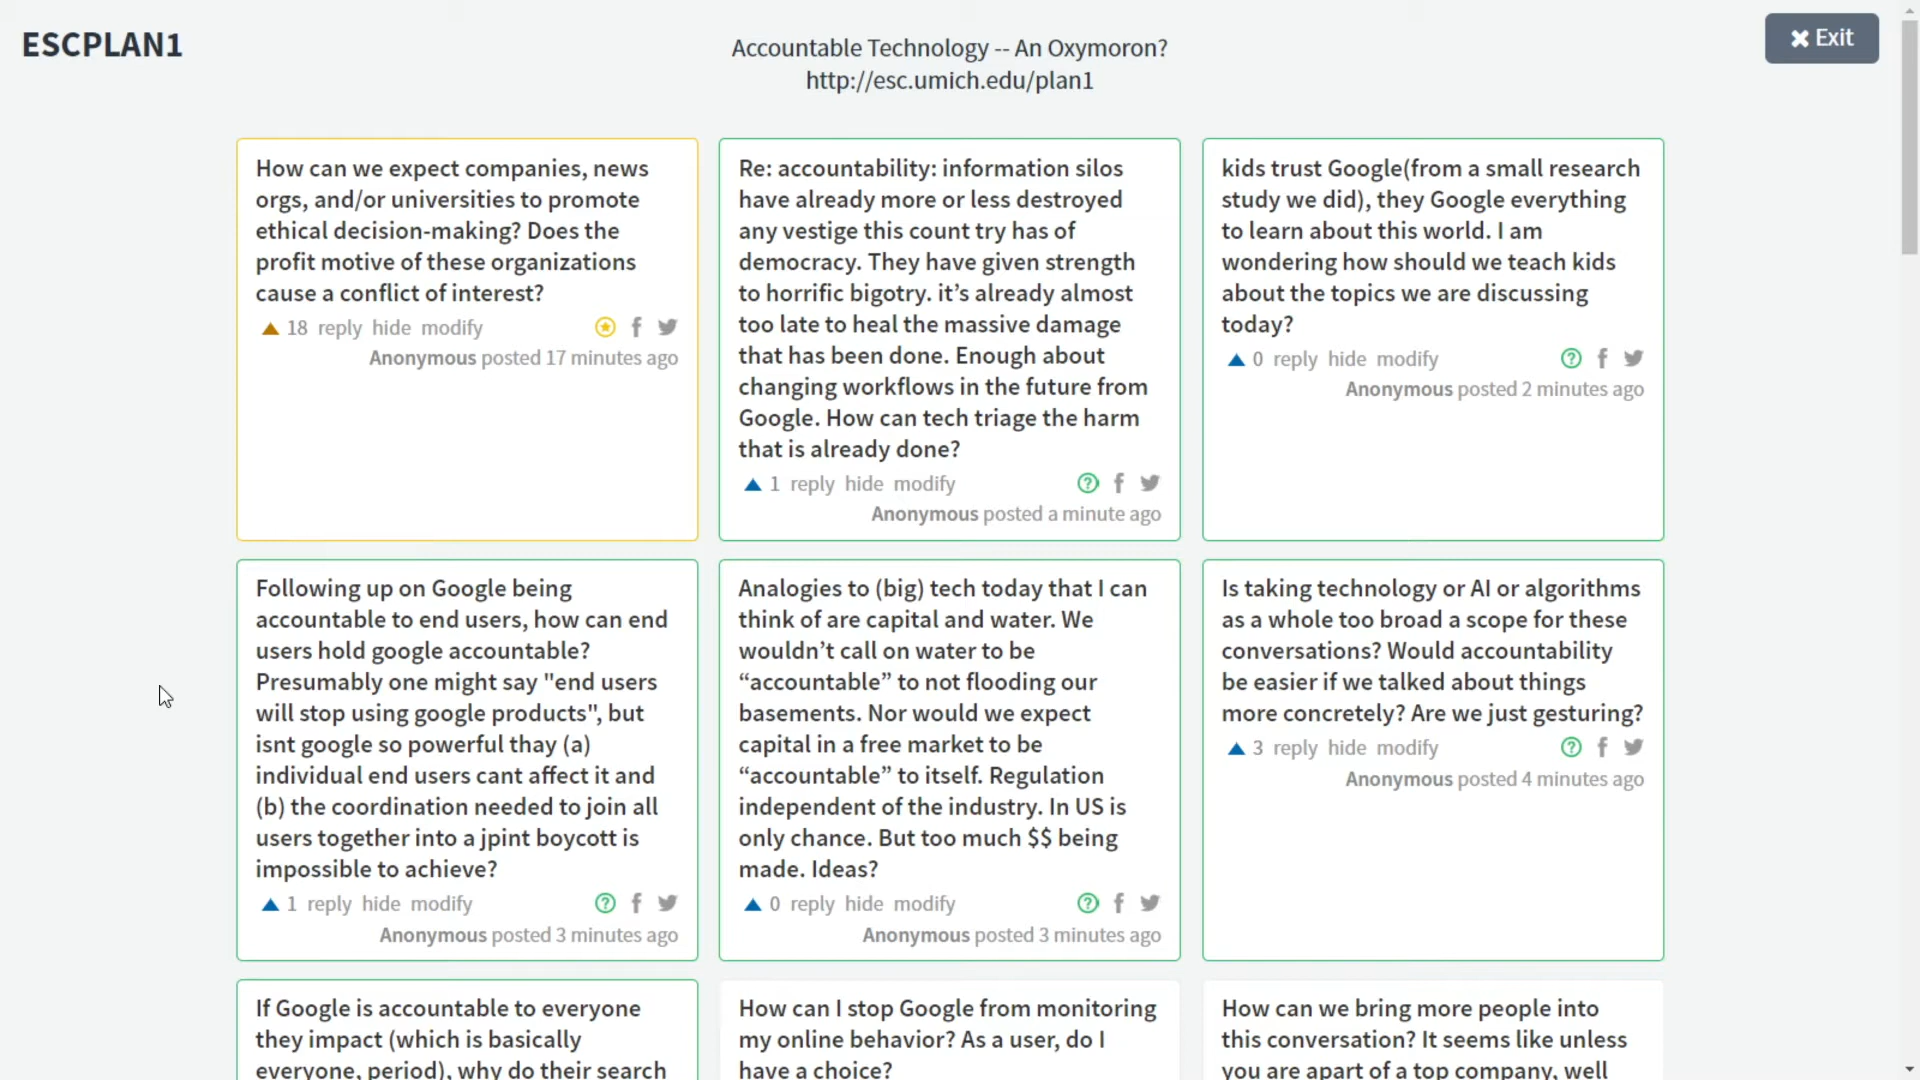 ESCPLAN1
Accountable Technology -- An Oxymoron?
http://esc.umich.edu/plan1
Exit
How can we expect companies, news
orgs, and/or universities to promote
ethical decision-making? Does the
profit motive of these organizations
cause a conflict of interest?
18 reply hide modify
Anonymous posted 17 minutes ago
Re: accountability: information silos
have already more or less destroyed
any vestige this count try has of
democracy. They have given strength
to horrific bigotry. it’s already almost
too late to heal the massive damage
that has been done. Enough about
changing workflows in the future from
Google. How can tech triage the harm
that is already done?
1 reply hide modify
Anonymous posted a minute ago
kids trust Google(from a small research
study we did), they Google everything
to learn about this world. I am
wondering how should we teach kids
about the topics we are discussing
today?
0 reply hide modify
Anonymous posted 2 minutes ago
Following up on Google being
accountable to end users, how can end
users hold google accountable?
Presumably one might say "end users
will stop using google products", but
isnt google so powerful thay (a)
individual end users cant affect it and
(b) the coordination needed to join all
users together into a jpint boycott is
impossible to achieve?
1 reply hide modify
Anonymous posted 3 minutes ago
Analogies to (big) tech today that I can
think of are capital and water. We
wouldn’t call on water to be
“accountable” to not flooding our
basements. Nor would we expect
capital in a free market to be
“accountable” to itself. Regulation
independent of the industry. In US is
only chance. But too much $$ being
made. Ideas?
0 reply hide modify
Anonymous posted 3 minutes ago
Is taking technology or AI or algorithms
as a whole too broad a scope for these
conversations? Would accountability
be easier if we talked about things
more concretely? Are we just gesturing?
3 reply hide modify
Anonymous posted 4 minutes ago
If Google is accountable to everyone
they impact (which is basically
everyone, period), why do their search
How can I stop Google from monitoring
my online behavior? As a user, do I
have a choice?
How can we bring more people into
this conversation? It seems like unless
you are apart of a top company, well